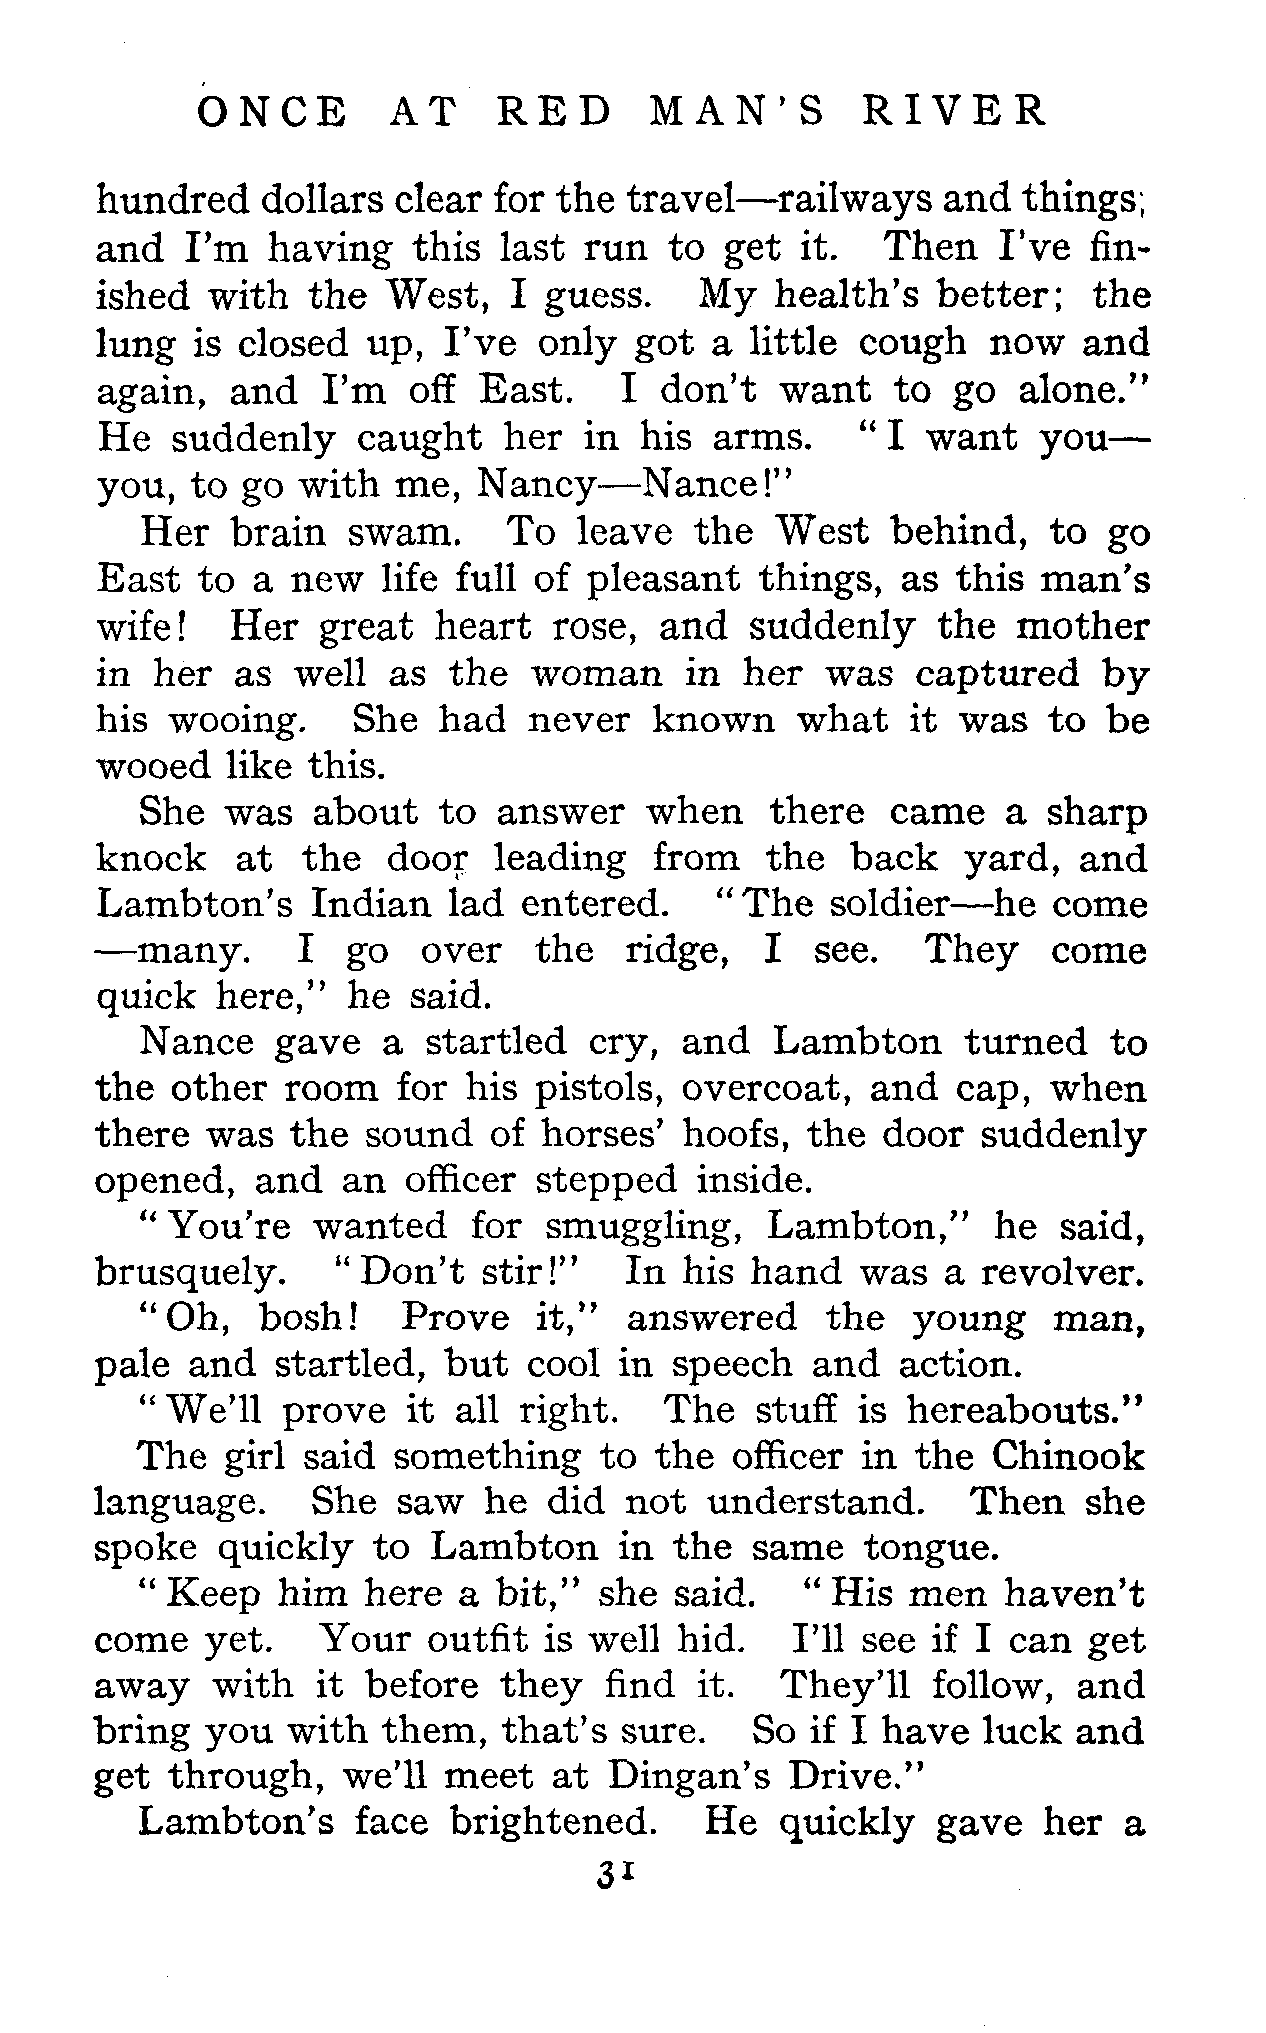 ONCE AT RED MAN'S RIVER
hundred dollars clear for the travel—railways and things;
and I'm having this last run to get it. Then I've fin-
ished with the West, I guess. My health's better; the
lung is closed up, I've only got a little cough now and
again, and I'm off East. I don't want to go alone."
He suddenly caught her in his arms. "I want you—
you, to go with me, Nancy—Nance!"
Her brain swam. To leave the West behind, to go
East to a new life full of pleasant things, as this man's
wife! Her great heart rose, and suddenly the mother
in her as well as the woman in her was captured by
his wooing. She had never known what it was to be
wooed like this.
She was about to answer when there came a sharp
knock at the door leading from the back yard, and
Lambton's Indian lad entered. "The soldier—he come
—many. I go over the ridge, I see. They come
quick here," he said.
Nance gave a startled cry, and Lambton turned to
the other room for his pistols, overcoat, and cap, when
there was the sound of horses' hoofs, the door suddenly
opened, and an officer stepped inside.
"You're wanted for smuggling, Lambton," he said,
brusquely. "Don't stir!" In his hand was a revolver.
"Oh, bosh! Prove it," answered the young man,
pale and startled, but cool in speech and action.
"We'll prove it all right. The stuff is hereabouts."
The girl said something to the officer in the Chinook
language. She saw he did not understand. Then she
spoke quickly to Lambton in the same tongue.
"Keep him here a bit," she said. "His men haven't
come yet. Your outfit is well hid. I'll see if I can get
away with it before they find it. They'll follow, and
bring you with them, that's sure. So if I have luck and
get through, we'll meet at Dingan's Drive."
Lambton's face brightened. He quickly gave her a
31